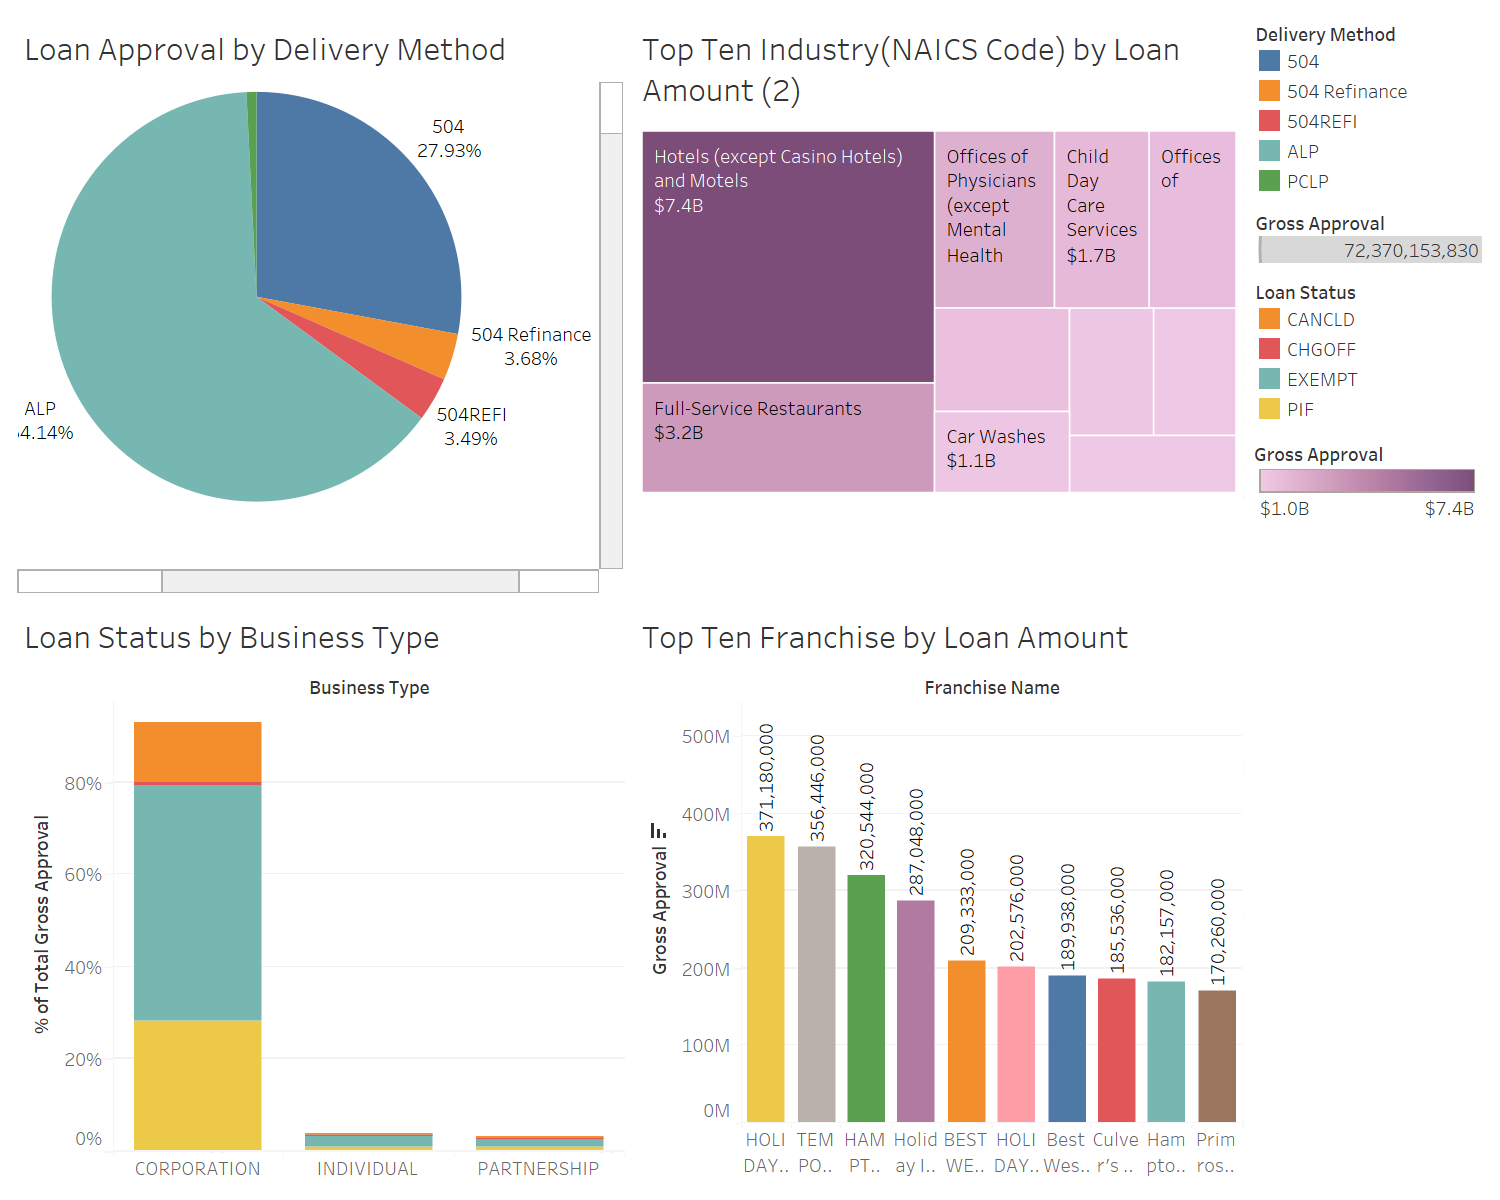 Loan Approval by Delivery Method
504
27.93%
504 Refinance
3.68%
504REFI
3.49%
ALP
4.14%
Top Ten Industry(NAICS Code) by Loan
Amount (2)
Hotels (except Casino Hotels)
and Motels
$7.4B
Full-Service Restaurants
$3.2B
Offices of
Physicians
(except
Mental
Health
Child
Day
Care
Services
$1.7B
Offices
of
Car Washes
$1.1B
Delivery Method
504
504 Refinance
504REFI
ALP
PCLP
Gross Approval
72,370,153,830
Loan Status
CANCLD
CHGOFF
EXEMPT
PIF
Gross Approval
$1.0B
$7.4B
Loan Status by Business Type
Business Type
% of Total Gross Approval
80%
60%
40%
20%
0%
CORPORATION
INDIVIDUAL
PARTNERSHIP
Top Ten Franchise by Loan Amount
Franchise Name
Gross Approval
500M
400M
300M
200M
100M
0M
371,180,000
356,446,000
320,544,000
287,048,000
209,333,000
202,576,000
189,938,000
185,536,000
182,157,000
170,260,000
HOLI
DAY..
TEM
PO..
HAM
PT..
Holid
ay I..
BEST
WE..
HOLI
DAY..
Best
Wes..
Culve
r's ..
Ham
pto..
Prim
ros..